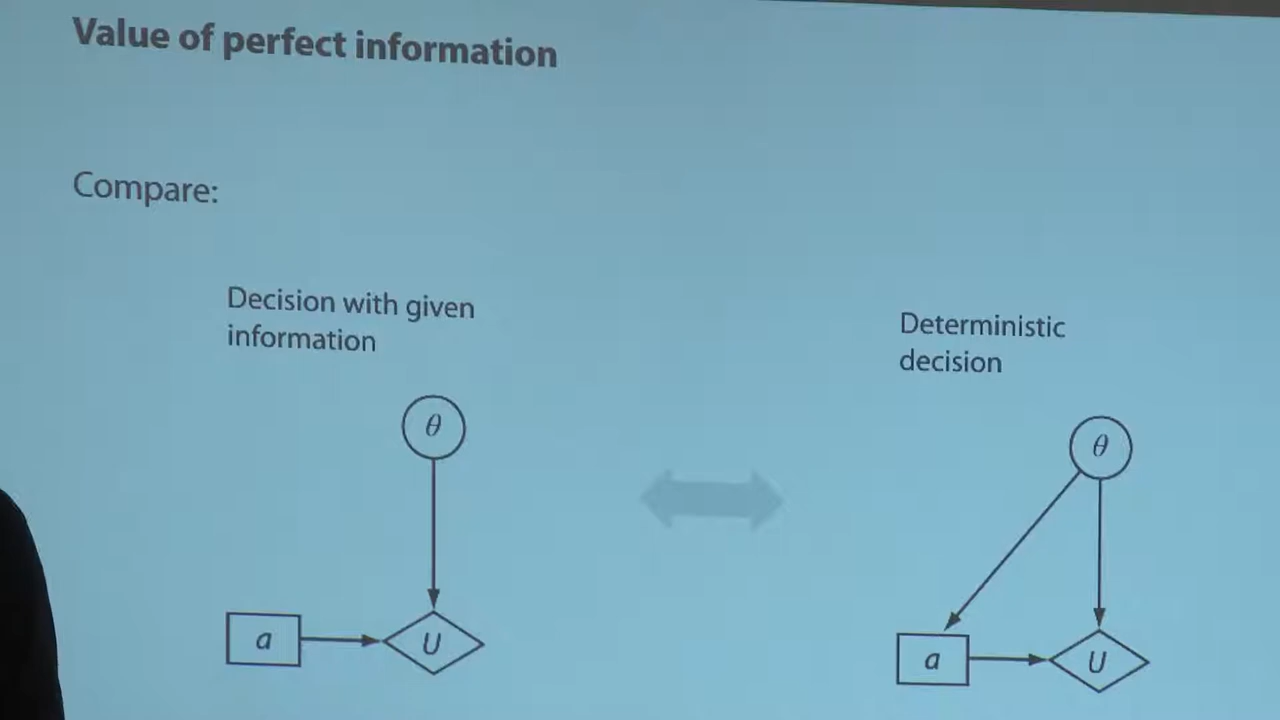 Value of perfect information
Compare:
Decision with given
information
θ
a
U
Deterministic
decision
θ
a
U